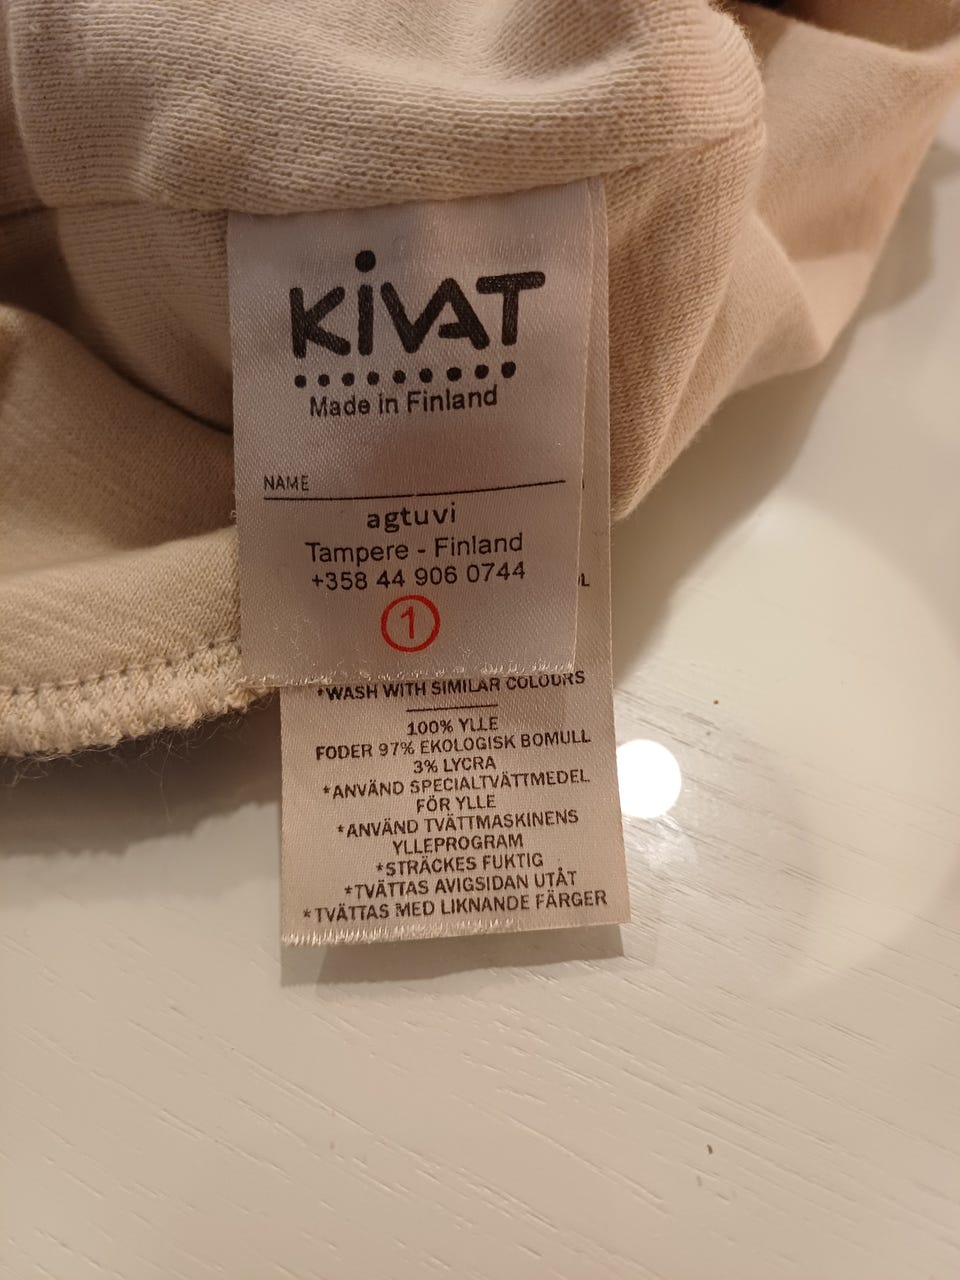 KIVAT
Made in Finland
NAME
agtuvi
Tampere - Finland
+358 44 906 0744
1
*WASH WITH SIMILAR COLOURS
100% YLLE
FODER 97% EKOLOGISK BOMULL
3% LYCRA
*ANVÄND SPECIALTVÄTTMEDEL
FÖR YLLE
*ANVÄND TVÄTTMASKINENS
YLLEPROGRAM
*STRÄCKES FUKTIG
*TVÄTTAS AVIGSIDAN UTÅT
*TVÄTTAS MED LIKNANDE FÄRGER